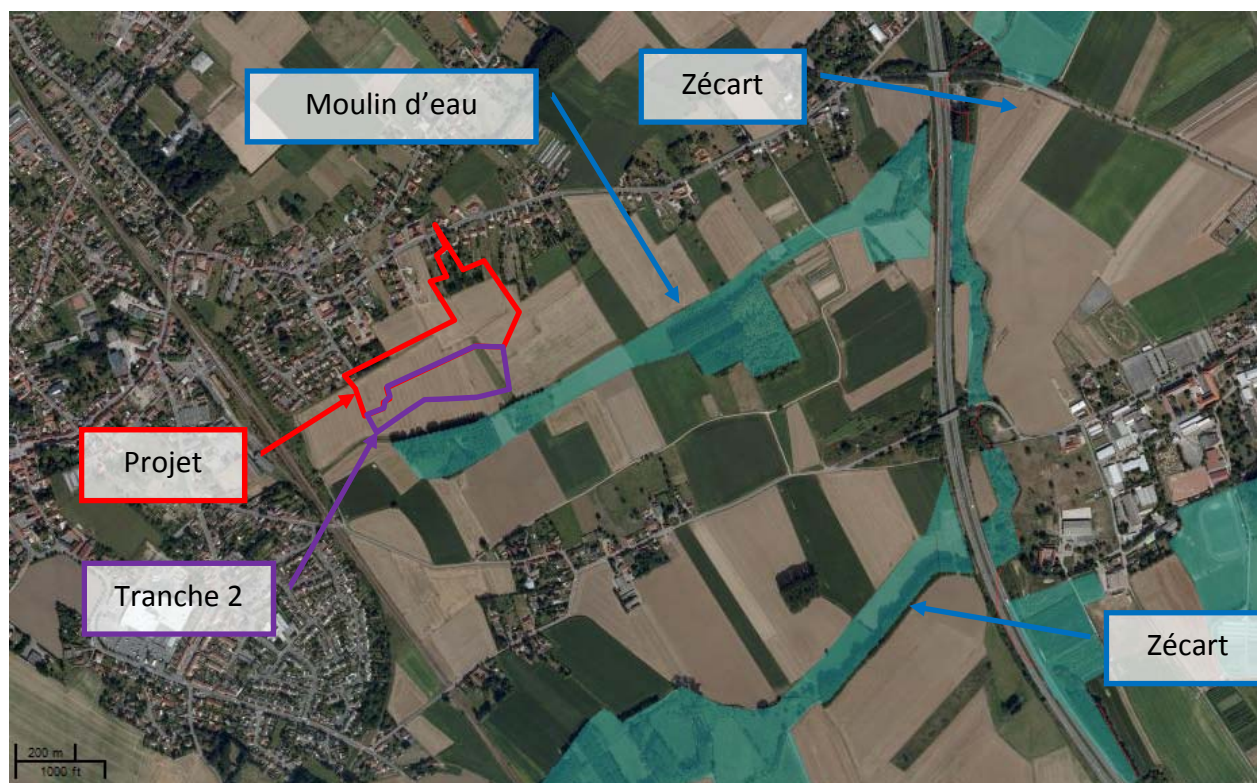 Zécart
Moulin d'eau
Projet
Tranche 2
Zécart
200 m
1000 ft